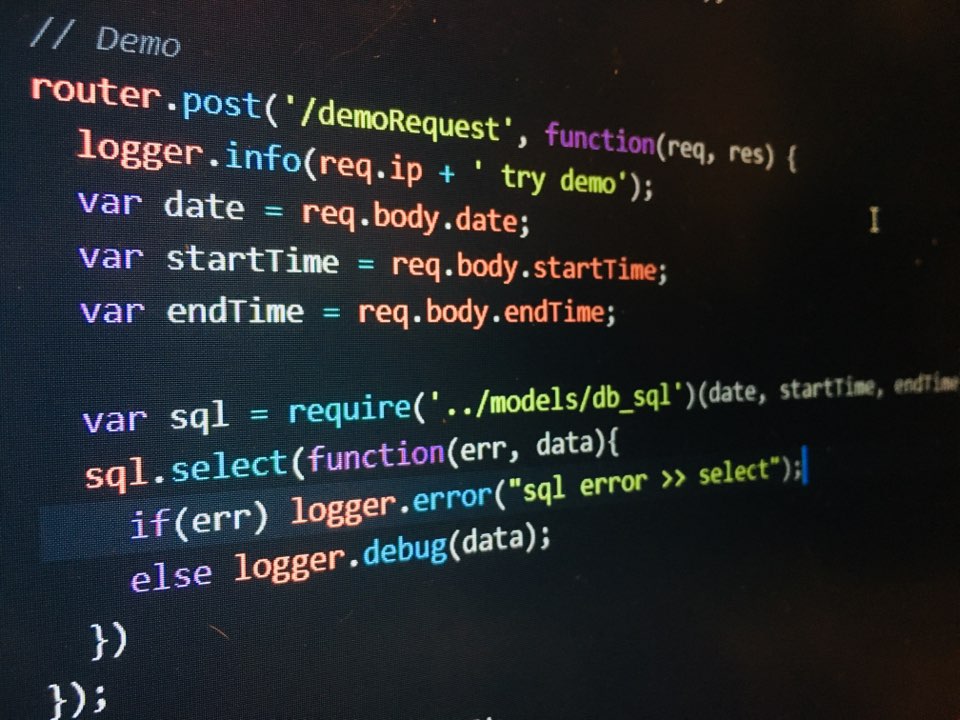 // Demo
router.post('/demoRequest', function(req, res) {
logger.info(req.ip + ' try demo');
var date = req.body.date;
var startTime = req.body.startTime;
var endTime = req.body.endTime;
var sql = require('../models/db_sql')(date, startTime, endTime
sql.select(function(err, data){
if(err) logger.error("sql error >> select");
else logger.debug(data);
})
});